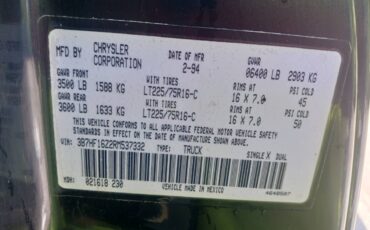 MFD BY CHRYSLER CORPORATION DATE OF MFR 2-94 GVWR 06400 LB 2903 KG
GAWR FRONT WITH TIRES RIMS AT PSI COLD
3500 LB 1588 KG LT225/75R16-C 16 X 7.0 45
GAWR REAR WITH TIRES RIMS AT PSI COLD
3600 LB 1633 KG LT225/75R16-C 16 X 7.0 50
THIS VEHICLE CONFORMS TO ALL APPLICABLE FEDERAL MOTOR VEHICLE SAFETY
STANDARDS IN EFFECT ON THE DATE OF MANUFACTURE SHOWN ABOVE.
VIN: 3B7HF16Z2RM537332 TYPE: TRUCK SINGLE X DUAL
MDH: 021618 230 VEHICLE MADE IN MEXICO 4648507